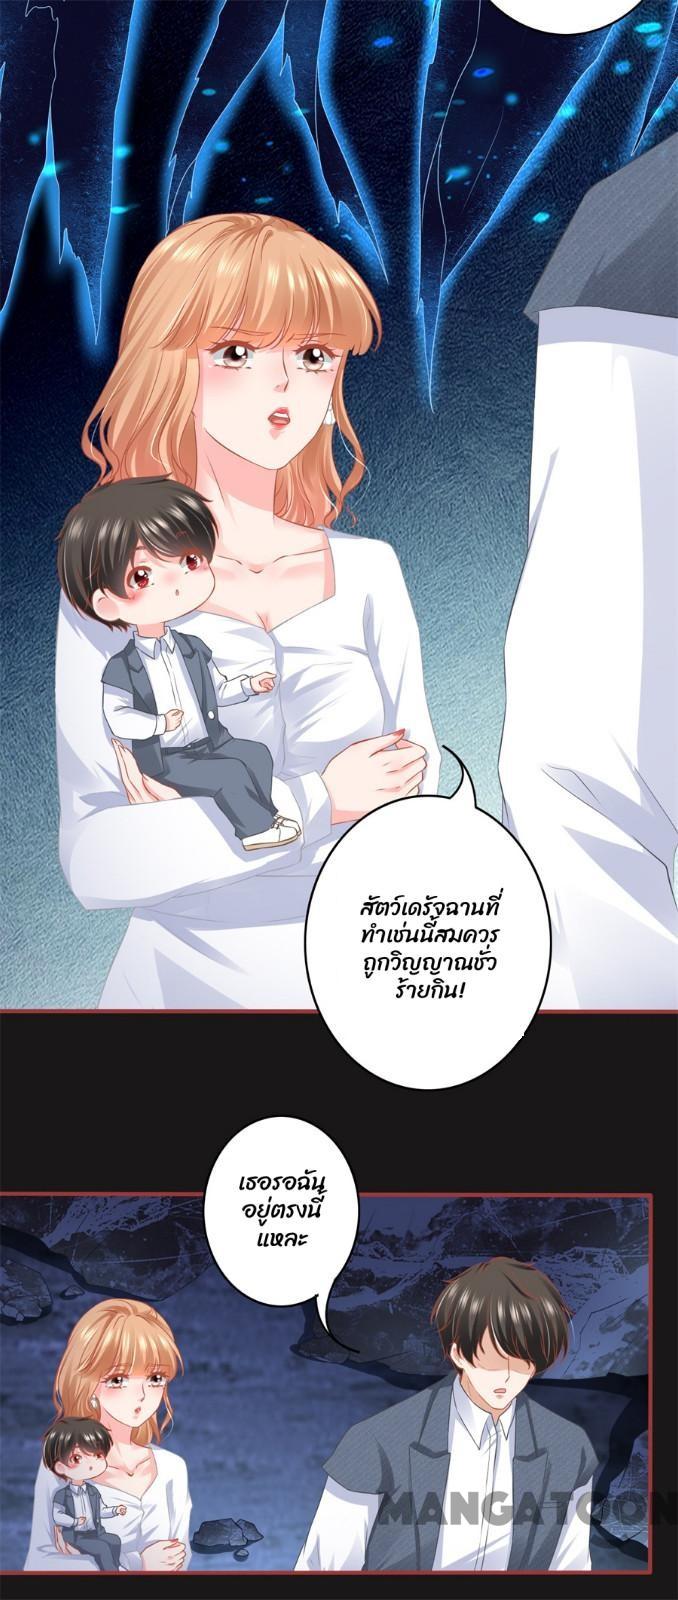 สัตว์เดรัจฉานที่
ทำเช่นนี้สมควร
ถูกวิญญาณชั่ว
ร้ายกิน!
เธอรอฉัน
อยู่ตรงนี้
แหละ
MANGATOON